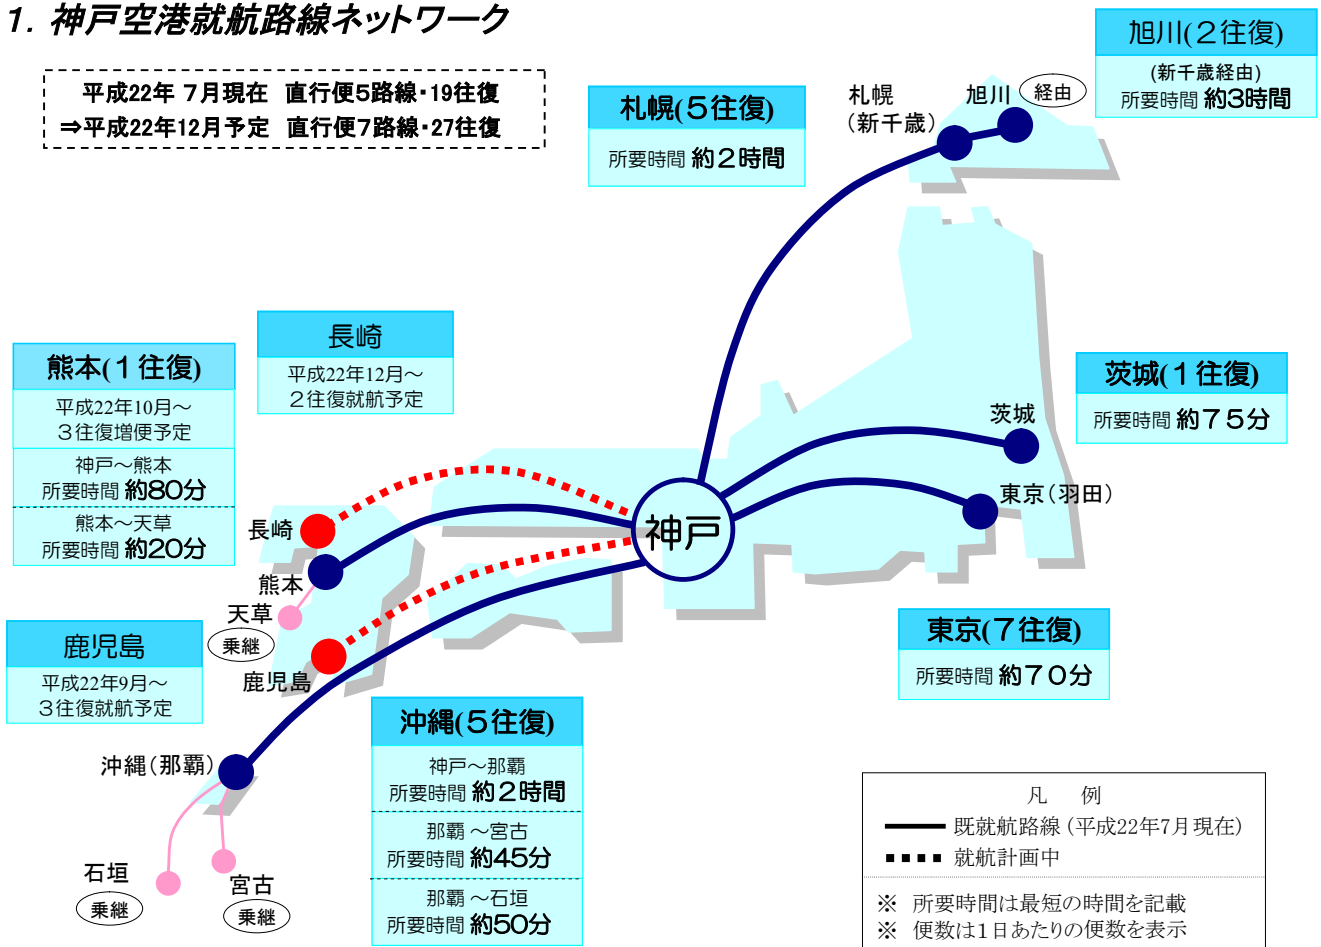 1. 神戸空港就航路線ネットワーク
平成22年 7月現在　直行便5路線・19往復
⇒平成22年12月予定　直行便7路線・27往復
旭川(２往復)
(新千歳経由)
所要時間 約3時間
札幌(５往復)
所要時間 約２時間
札幌
(新千歳)
旭川
経由
長崎
平成22年12月～
２往復就航予定
熊本(１往復)
平成22年10月～
３往復増便予定
神戸～熊本
所要時間 約80分
熊本～天草
所要時間 約20分
茨城(１往復)
所要時間 約７５分
茨城
東京(羽田)
神戸
長崎
熊本
天草
乗継
鹿児島
鹿児島
平成22年9月～
３往復就航予定
東京(７往復)
所要時間 約７０分
沖縄(５往復)
神戸～那覇
所要時間 約２時間
那覇～宮古
所要時間 約45分
那覇～石垣
所要時間 約50分
沖縄(那覇)
石垣
乗継
宮古
乗継
凡　例
既就航路線 (平成22年7月現在)
就航計画中
※ 所要時間は最短の時間を記載
※ 便数は1日あたりの便数を表示